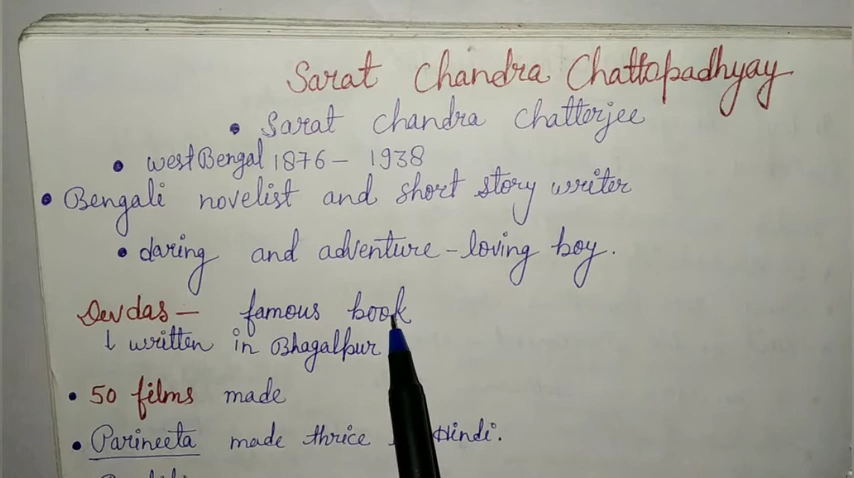 Sarat Chandra Chattopadhyay
• Sarat chandra chatterjee
• west Bengal 1876 - 1938
• Bengali novelist and short story writer
• daring and adventure - loving boy.
Devdas - famous book
↓ written in Bhagalpur
• 50 films made
• Parineeta made thrice Hindi.